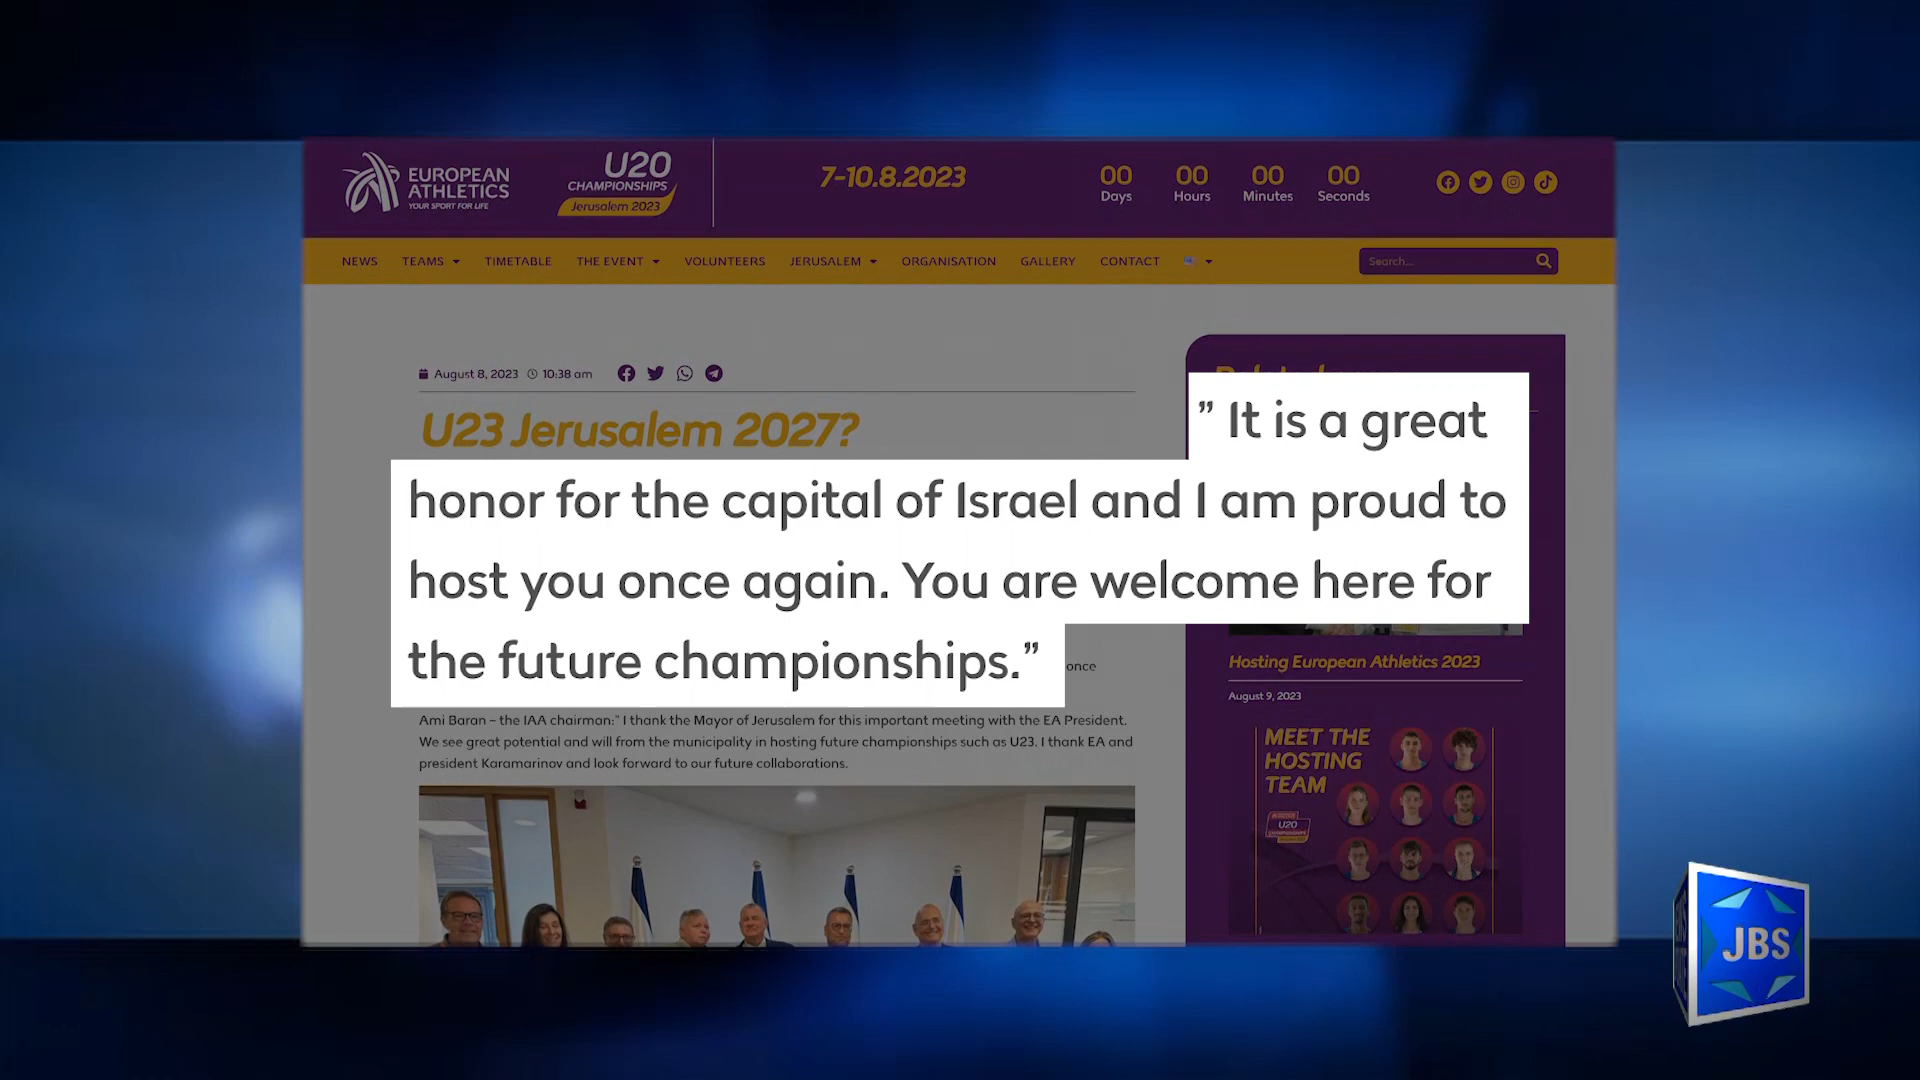 EUROPEAN
ATHLETICS
YOUR SPORT FOR LIFE
U20
CHAMPIONSHIPS
Jerusalem 2023
7-10.8.2023
00 00 00 00
Days Hours Minutes Seconds
NEWS TEAMS TIMETABLE THE EVENT VOLUNTEERS JERUSALEM ORGANISATION GALLERY CONTACT
Search...
August 8, 2023 10:38 am
U23 Jerusalem 2027?
” It is a great
honor for the capital of Israel and I am proud to
host you once again. You are welcome here for
the future championships.”
once
Ami Baran – the IAA chairman:” I thank the Mayor of Jerusalem for this important meeting with the EA President.
We see great potential and will from the municipality in hosting future championships such as U23. I thank EA and
president Karamarinov and look forward to our future collaborations.
Hosting European Athletics 2023
August 9, 2023
MEET THE
HOSTING
TEAM
U20
JBS